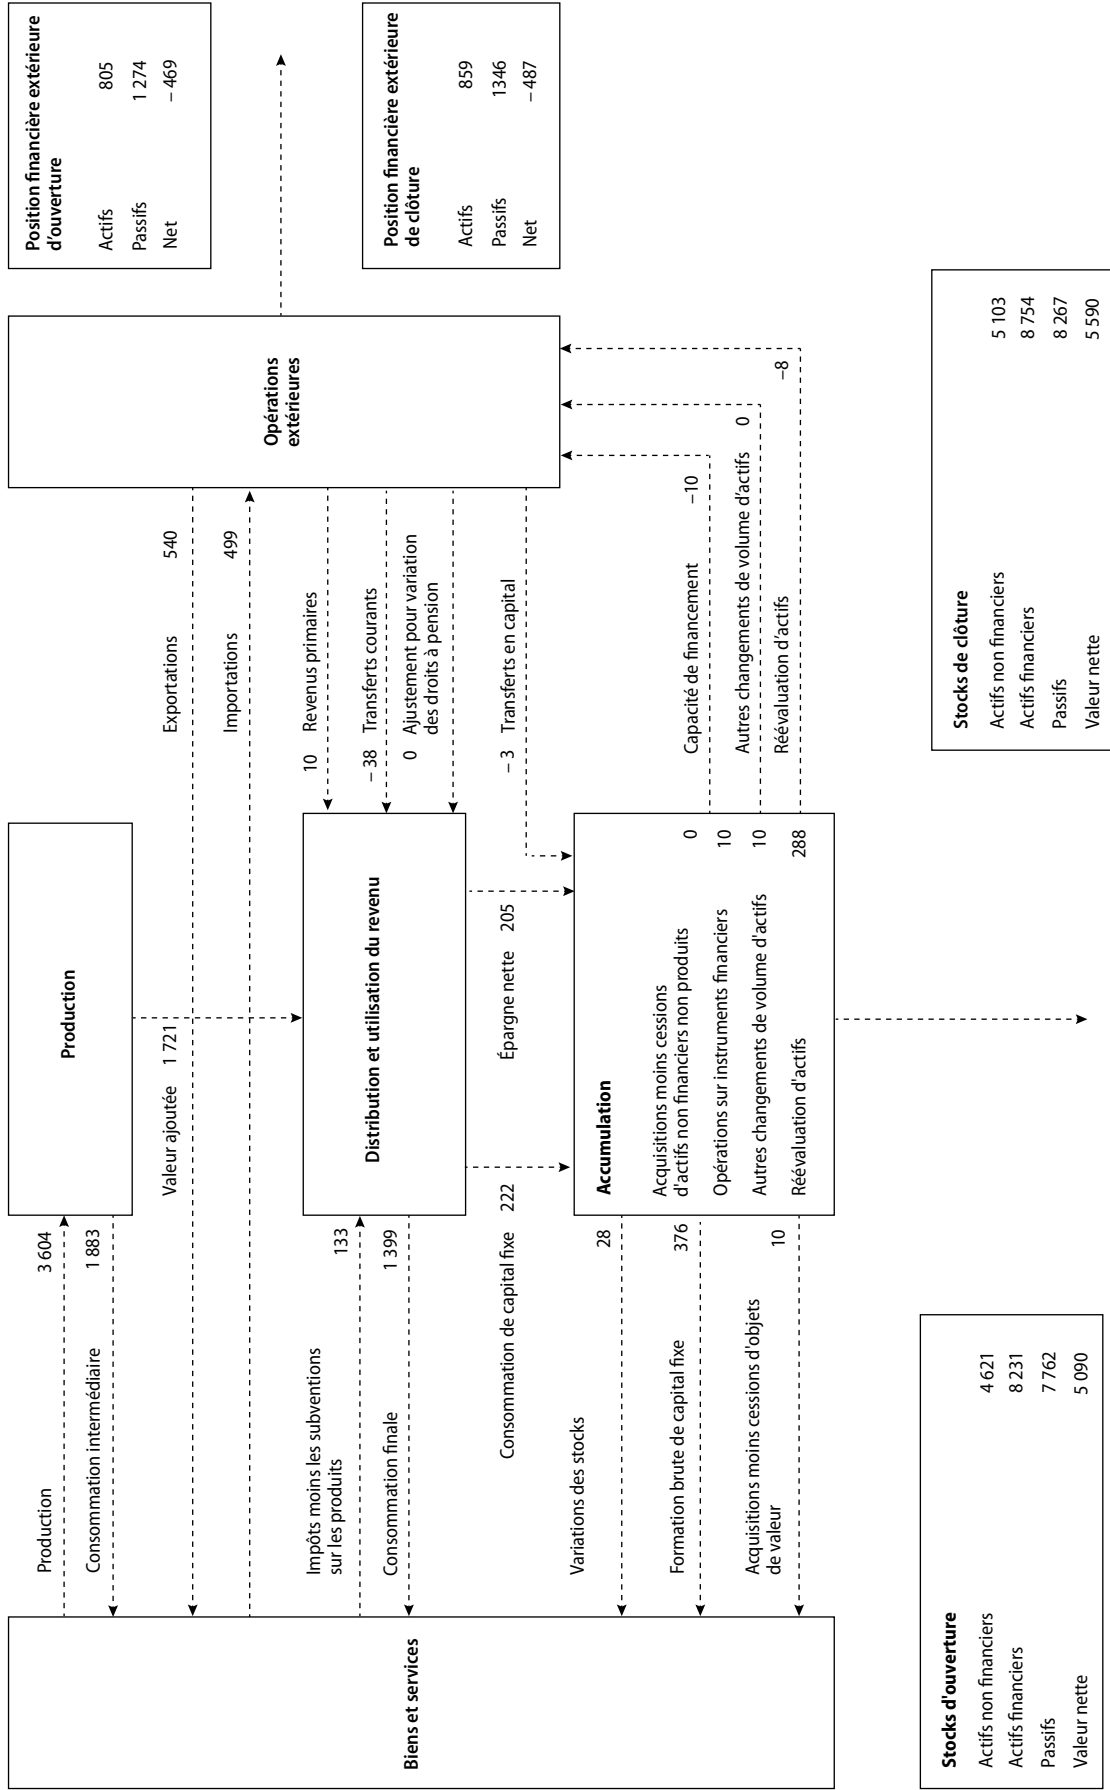 Biens et services
Production
3 604
Consommation intermédiaire
1 883
Production
Valeur ajoutée 1 721
Exportations
540
Importations
499
Impôts moins les subventions
sur les produits
133
Consommation finale
1 399
Distribution et utilisation du revenu
10 Revenus primaires
– 38 Transferts courants
0 Ajustement pour variation
des droits à pension
– 3 Transferts en capital
Opérations
extérieures
Consommation de capital fixe 222
Épargne nette 205
Variations des stocks
28
Formation brute de capital fixe
376
Acquisitions moins cessions d'objets
de valeur
10
Accumulation
Acquisitions moins cessions
d'actifs non financiers non produits 0
Opérations sur instruments financiers 10
Autres changements de volume d'actifs 10
Réévaluation d'actifs 288
Capacité de financement –10
Autres changements de volume d'actifs 0
Réévaluation d'actifs –8
Position financière extérieure
d'ouverture
Actifs 805
Passifs 1 274
Net – 469
Position financière extérieure
de clôture
Actifs 859
Passifs 1346
Net – 487
Stocks d'ouverture
Actifs non financiers 4 621
Actifs financiers 8 231
Passifs 7 762
Valeur nette 5 090
Stocks de clôture
Actifs non financiers 5 103
Actifs financiers 8 754
Passifs 8 267
Valeur nette 5 590